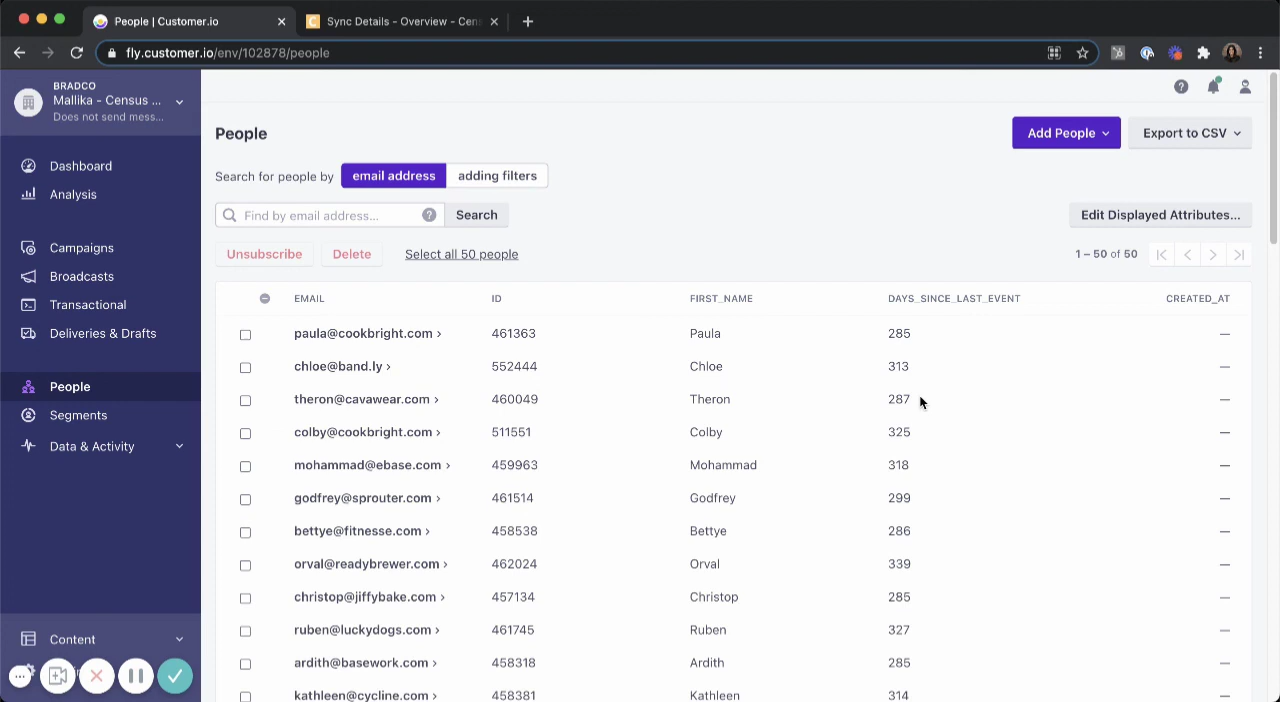 People | Customer.io
Sync Details - Overview - Cen
fly.customer.io/env/102878/people
BRADCO
Mallika - Census ...
Does not send mess...
Dashboard
Analysis
Campaigns
Broadcasts
Transactional
Deliveries & Drafts
People
Segments
Data & Activity
Content
People
Add People
Export to CSV
Search for people by
email address
adding filters
Find by email address...
Search
Edit Displayed Attributes...
Unsubscribe
Delete
Select all 50 people
1 – 50 of 50
EMAIL ID FIRST_NAME DAYS_SINCE_LAST_EVENT CREATED_AT
paula@cookbright.com › 461363 Paula 285 —
chloe@band.ly › 552444 Chloe 313 —
theron@cavawear.com › 460049 Theron 287 —
colby@cookbright.com › 511551 Colby 325 —
mohammad@ebase.com › 459963 Mohammad 318 —
godfrey@sprouter.com › 461514 Godfrey 299 —
bettye@fitnesse.com › 458538 Bettye 286 —
orval@readybrewer.com › 462024 Orval 339 —
christop@jiffybake.com › 457134 Christop 285 —
ruben@luckydogs.com › 461745 Ruben 327 —
ardith@basework.com › 458318 Ardith 285 —
kathleen@cycline.com › 458381 Kathleen 314 —